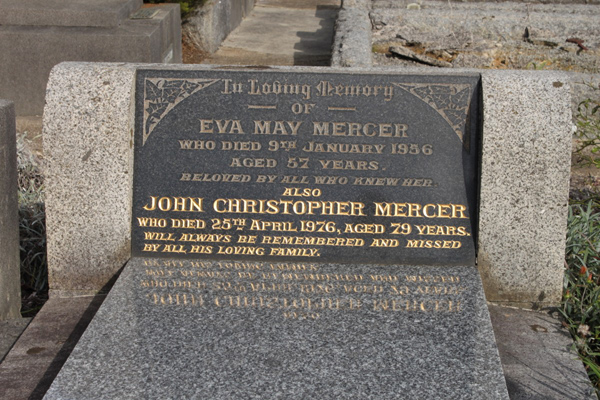 In Loving Memory
OF
EVA MAY MERCER
WHO DIED 9TH JANUARY 1956
AGED 57 YEARS.
BELOVED BY ALL WHO KNEW HER.
ALSO
JOHN CHRISTOPHER MERCER
WHO DIED 25TH APRIL 1976, AGED 79 YEARS.
WILL ALWAYS BE REMEMBERED AND MISSED
BY ALL HIS LOVING FAMILY.